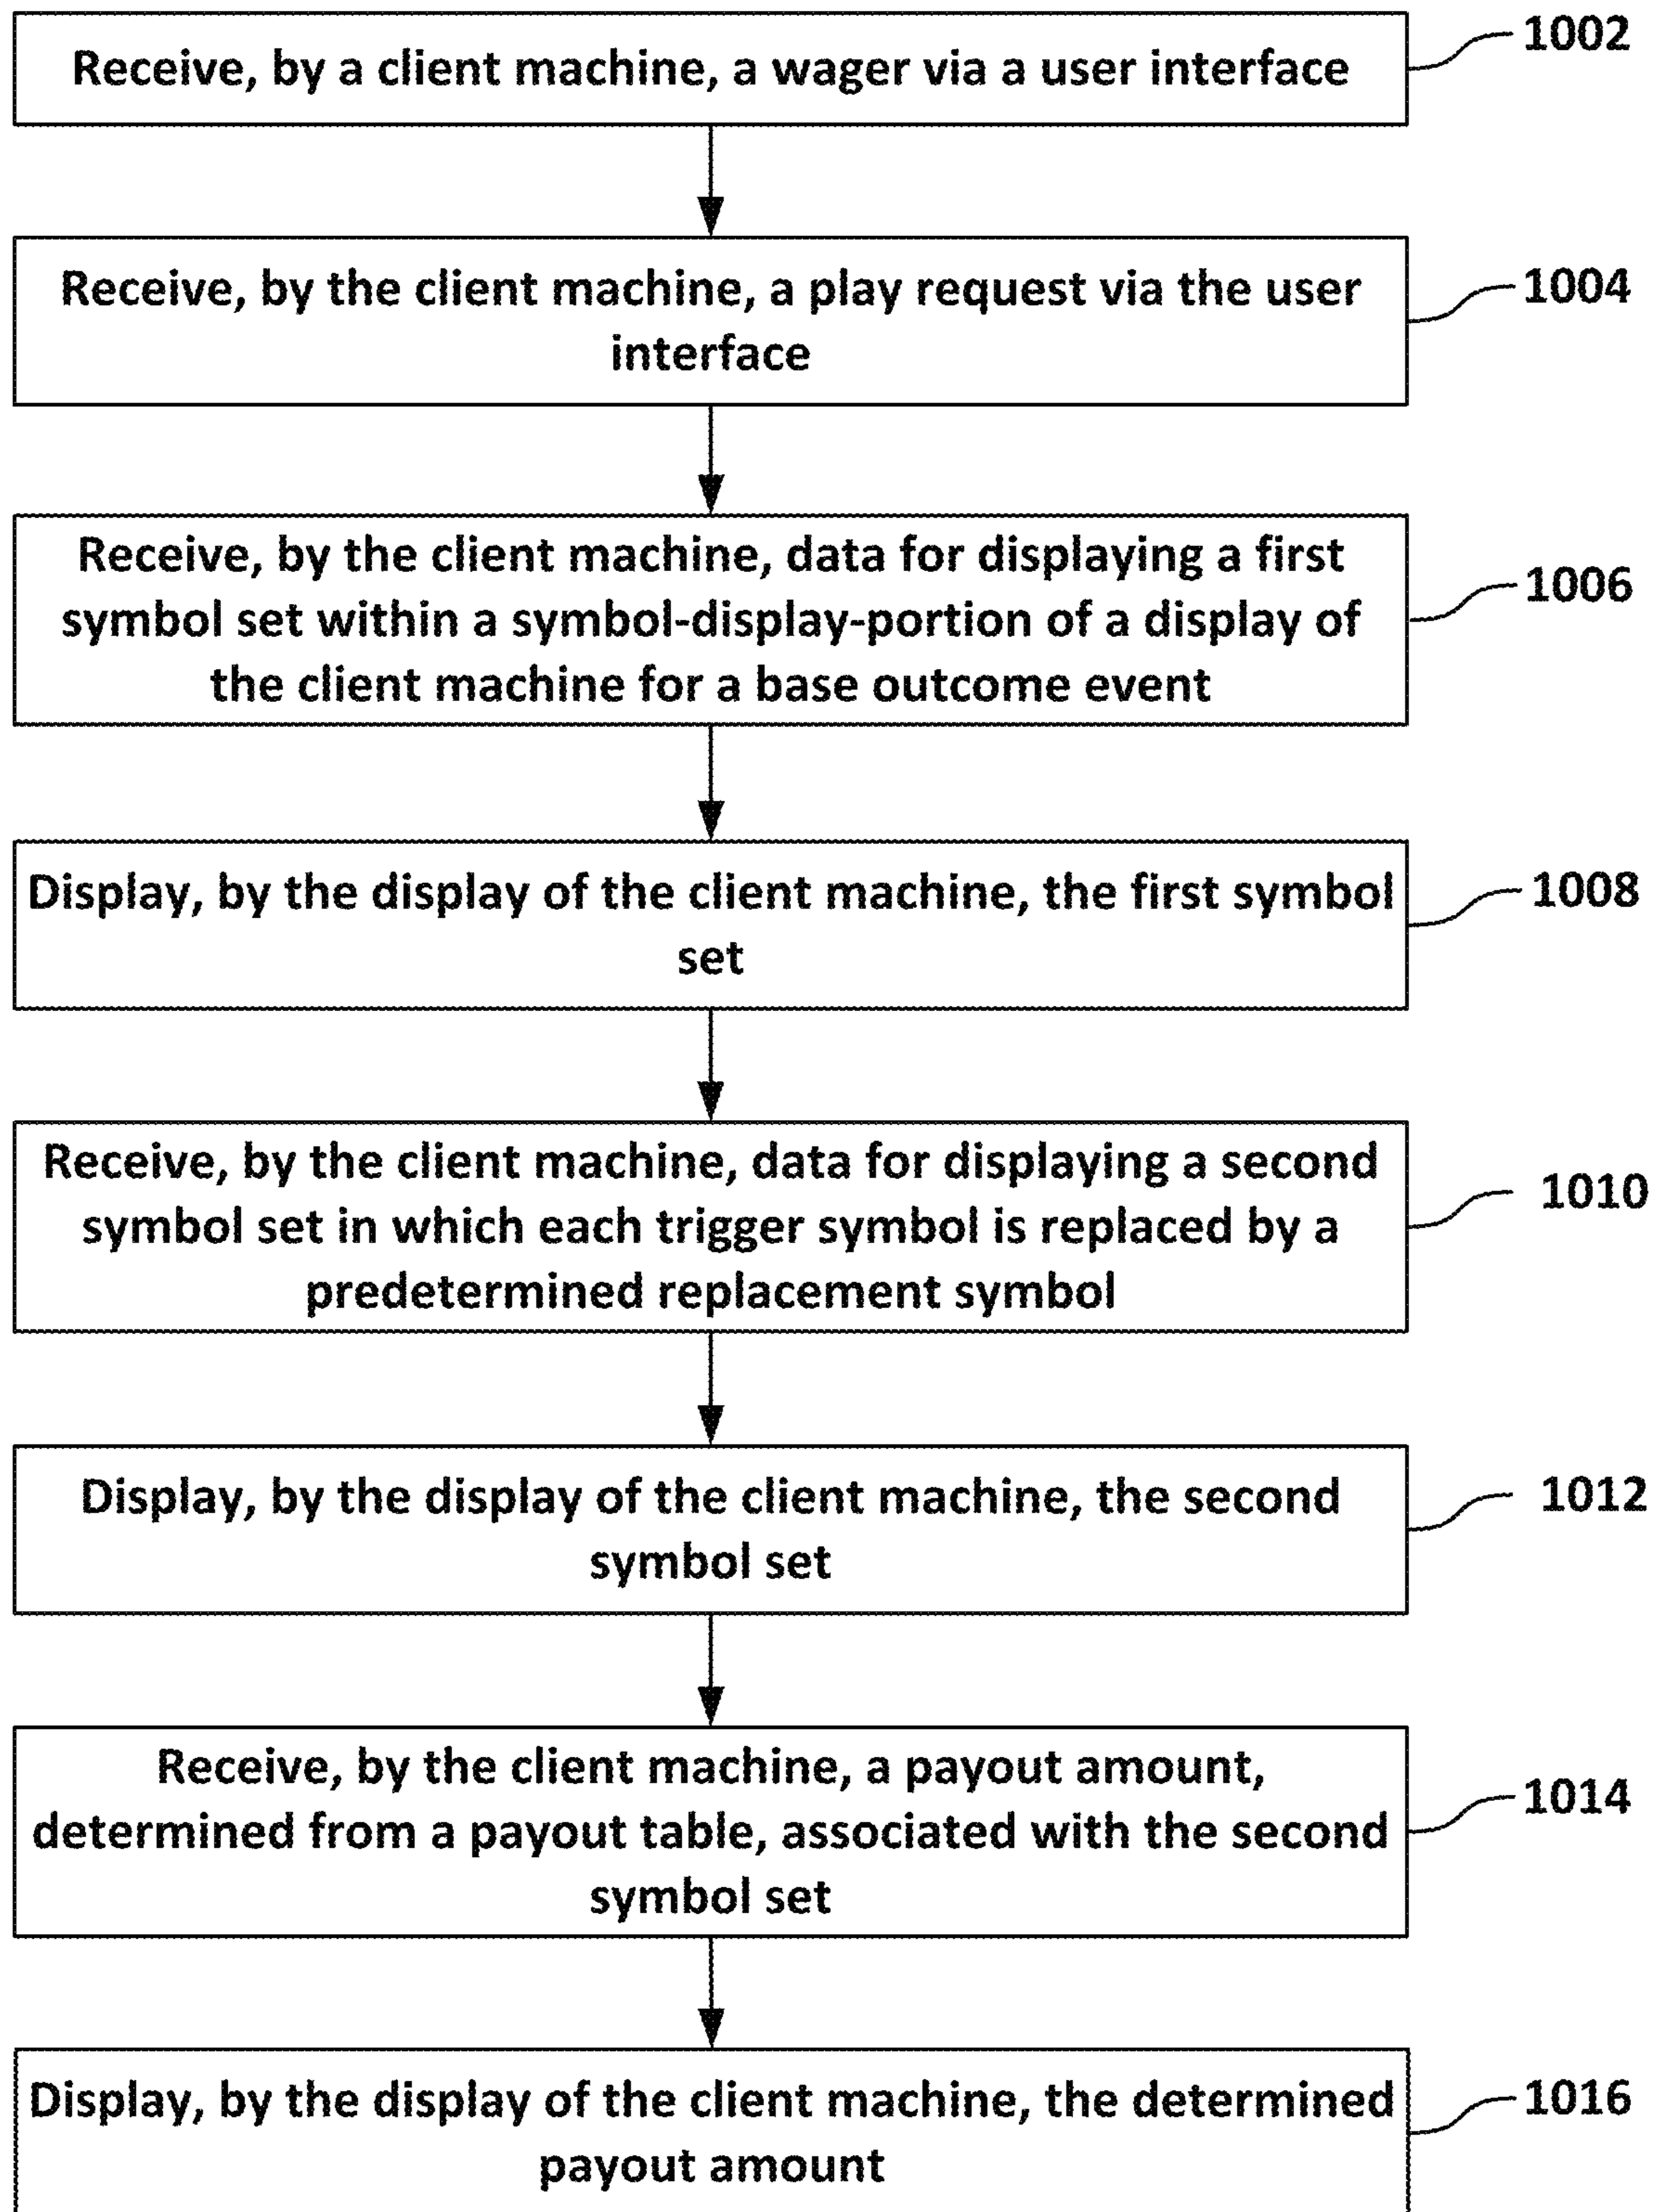 Receive, by a client machine, a wager via a user interface
1002
Receive, by the client machine, a play request via the user
interface
1004
Receive, by the client machine, data for displaying a first
symbol set within a symbol-display-portion of a display of
the client machine for a base outcome event
1006
Display, by the display of the client machine, the first symbol
set
1008
Receive, by the client machine, data for displaying a second
symbol set in which each trigger symbol is replaced by a
predetermined replacement symbol
1010
Display, by the display of the client machine, the second
symbol set
1012
Receive, by the client machine, a payout amount,
determined from a payout table, associated with the second
symbol set
1014
Display, by the display of the client machine, the determined
payout amount
1016